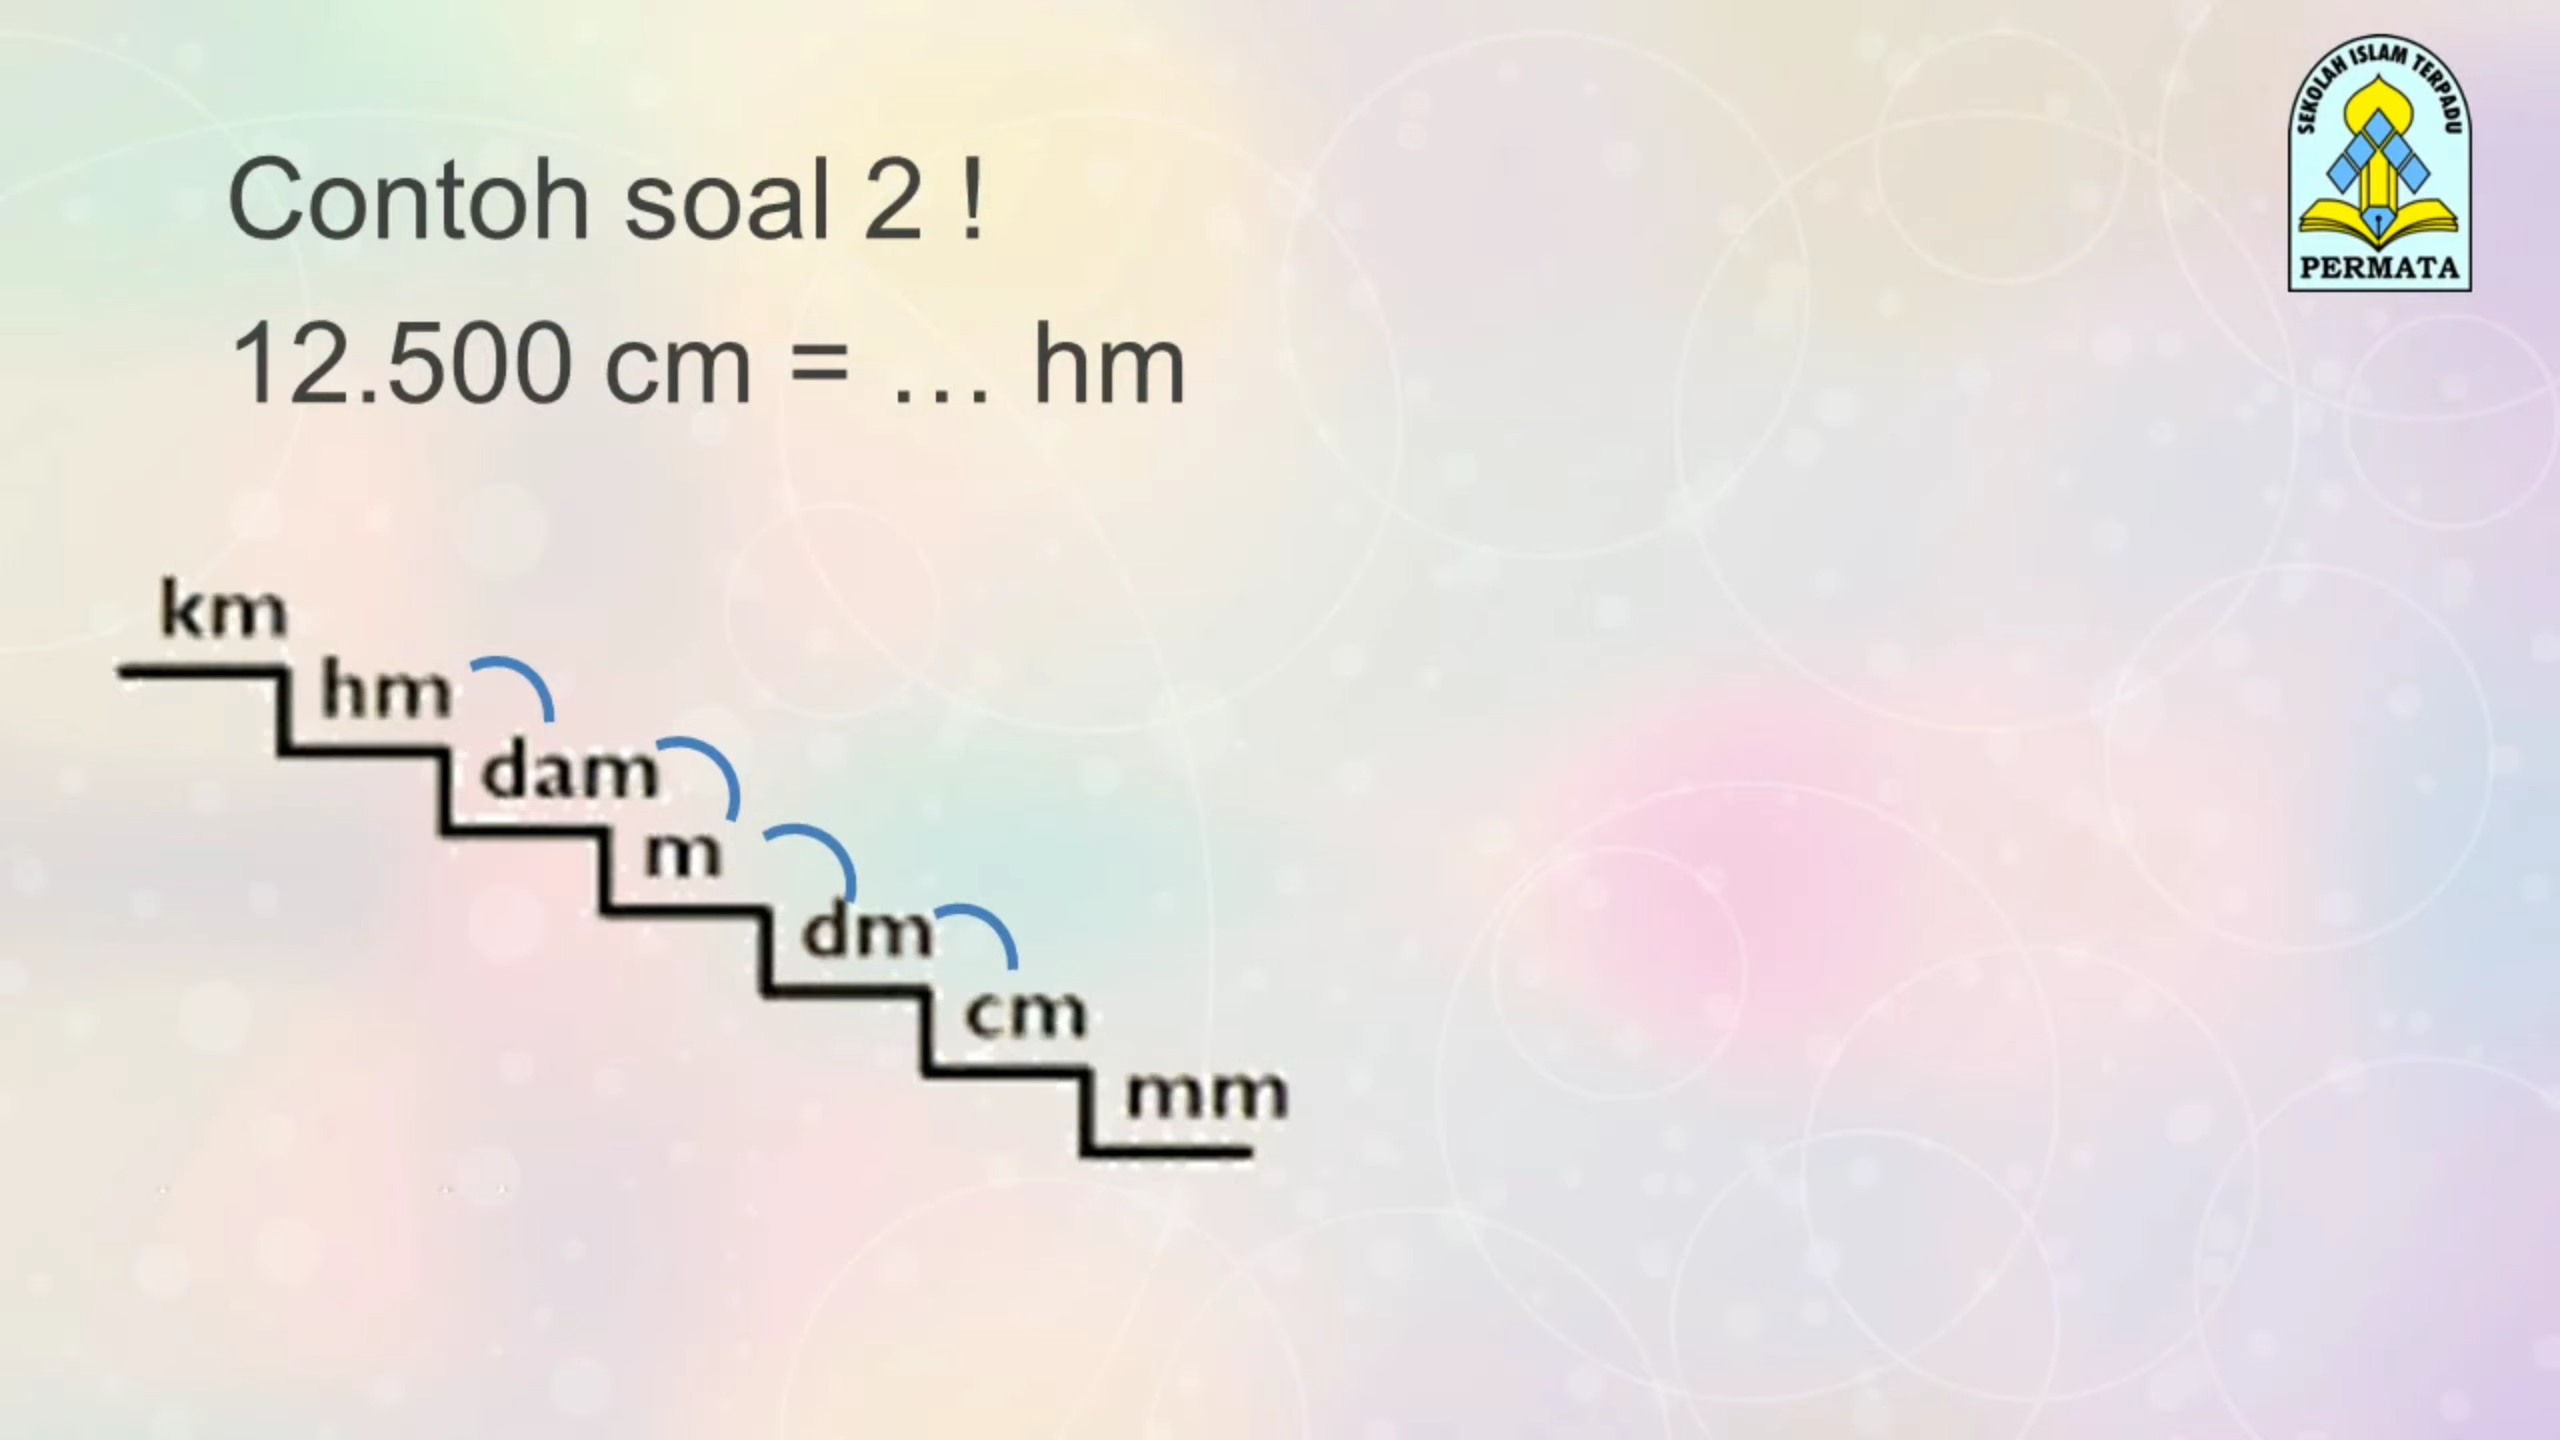 SEKOLAH ISLAM TERPADU
PERMATA
Contoh soal 2 !
12.500 cm = ... hm
km
hm
dam
m
dm
cm
mm